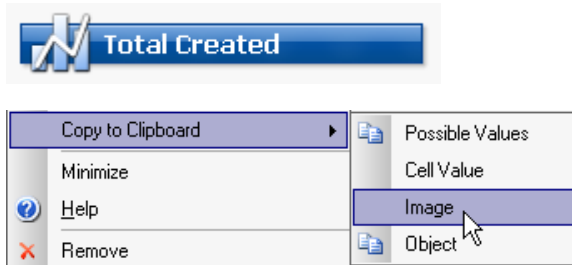 Total Created
Copy to Clipboard
Possible Values
Minimize
Cell Value
Help
Image
Remove
Object